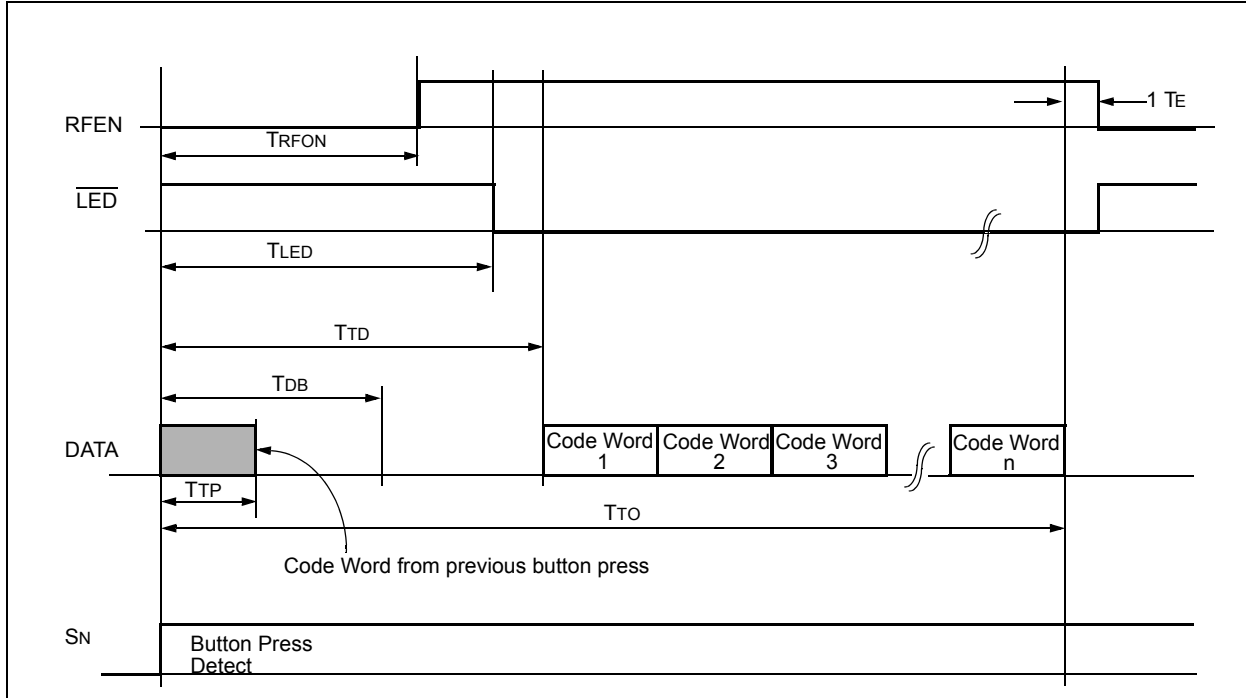 RFEN
TRFON
1 TE
LED
TLED
TTD
TDB
DATA
Code Word
1
Code Word
2
Code Word
3
Code Word
n
TTP
TTO
Code Word from previous button press
SN
Button Press
Detect